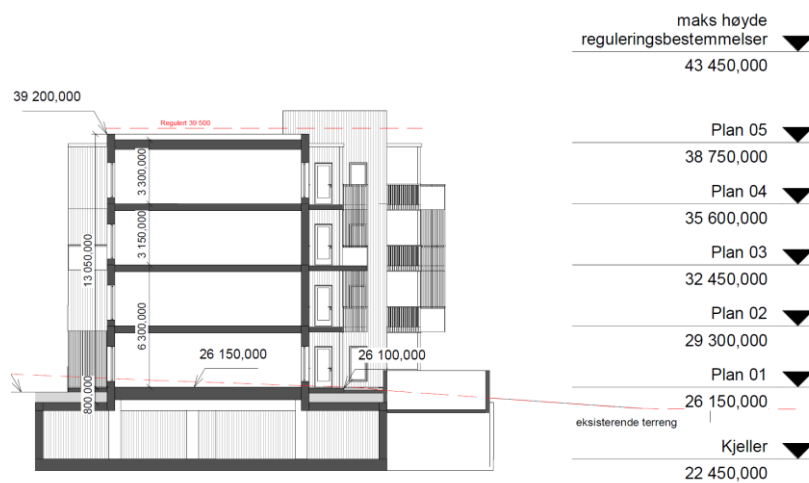 maks høyde
reguleringsbestemmelser
43 450,000
39 200,000
Regulert 39 500
Plan 05
38 750,000
3 300,000
Plan 04
35 600,000
3 150,000
13 050,000
Plan 03
32 450,000
6 300,000
Plan 02
29 300,000
26 150,000
26 100,000
Plan 01
26 150,000
800,000
eksisterende terreng
Kjeller
22 450,000